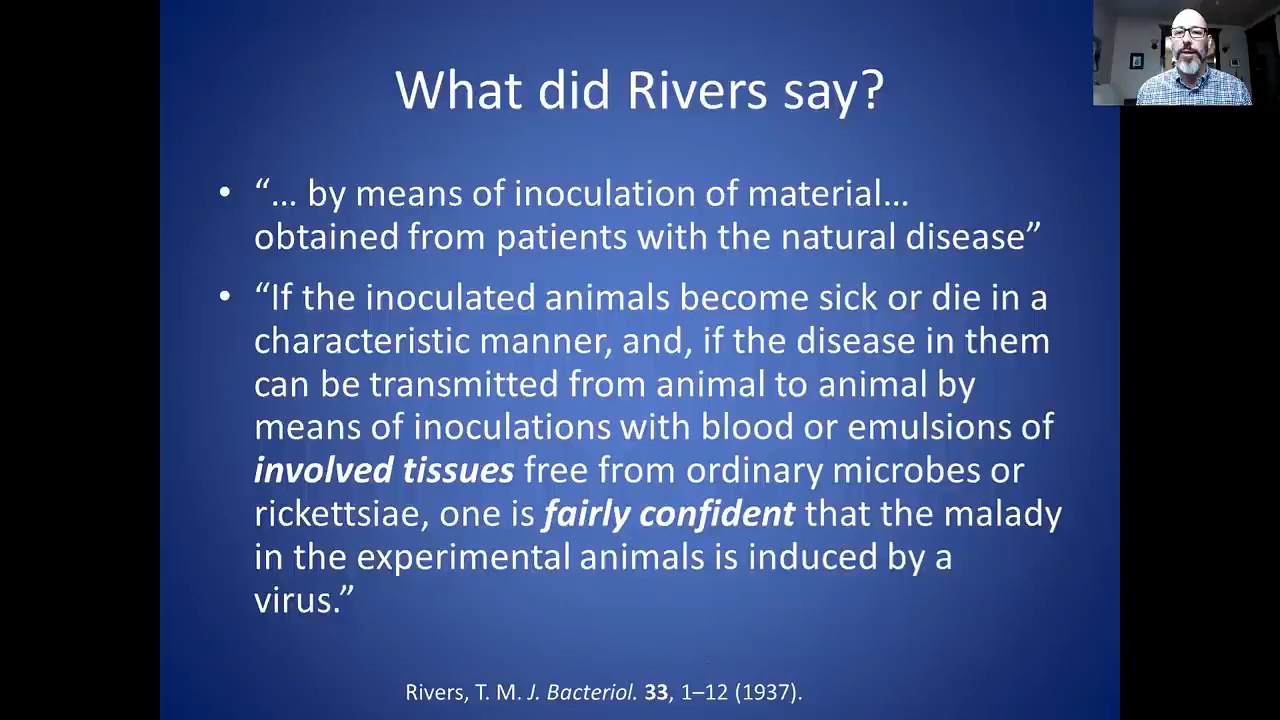 What did Rivers say?
• “... by means of inoculation of material...
obtained from patients with the natural disease”
• “If the inoculated animals become sick or die in a
characteristic manner, and, if the disease in them
can be transmitted from animal to animal by
means of inoculations with blood or emulsions of
involved tissues free from ordinary microbes or
rickettsiae, one is fairly confident that the malady
in the experimental animals is induced by a
virus.”
Rivers, T. M. J. Bacteriol. 33, 1–12 (1937).